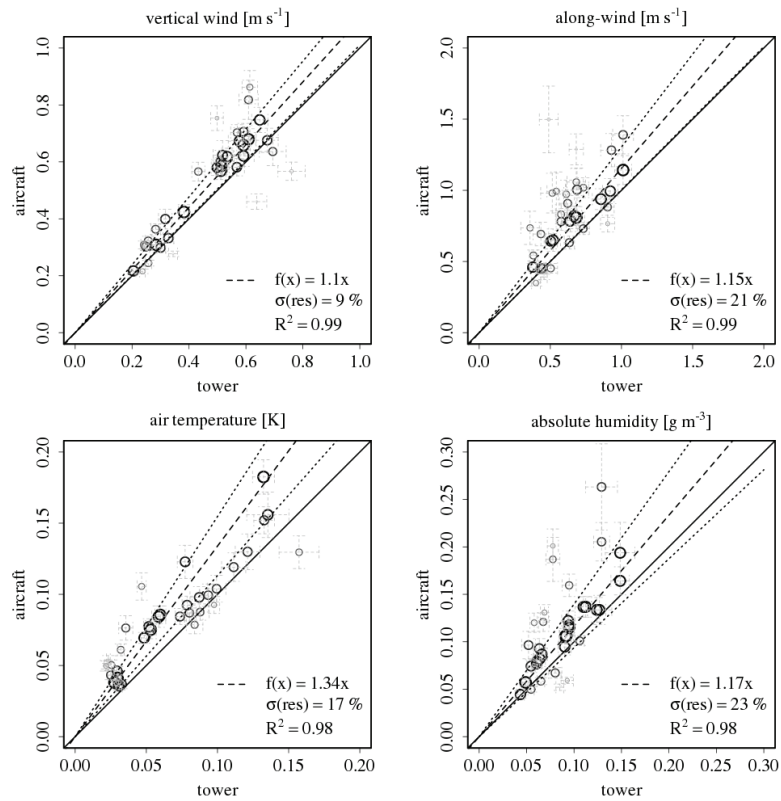 vertical wind [m s⁻¹]
aircraft
0.0 0.2 0.4 0.6 0.8 1.0
f(x) = 1.1x
σ(res) = 9 %
R² = 0.99
0.0 0.2 0.4 0.6 0.8 1.0
tower
along-wind [m s⁻¹]
aircraft
0.0 0.5 1.0 1.5 2.0
f(x) = 1.15x
σ(res) = 21 %
R² = 0.99
0.0 0.5 1.0 1.5 2.0
tower
air temperature [K]
aircraft
0.00 0.05 0.10 0.15 0.20
f(x) = 1.34x
σ(res) = 17 %
R² = 0.98
0.00 0.05 0.10 0.15 0.20
tower
absolute humidity [g m⁻³]
aircraft
0.00 0.05 0.10 0.15 0.20 0.25 0.30
f(x) = 1.17x
σ(res) = 23 %
R² = 0.98
0.00 0.05 0.10 0.15 0.20 0.25 0.30
tower